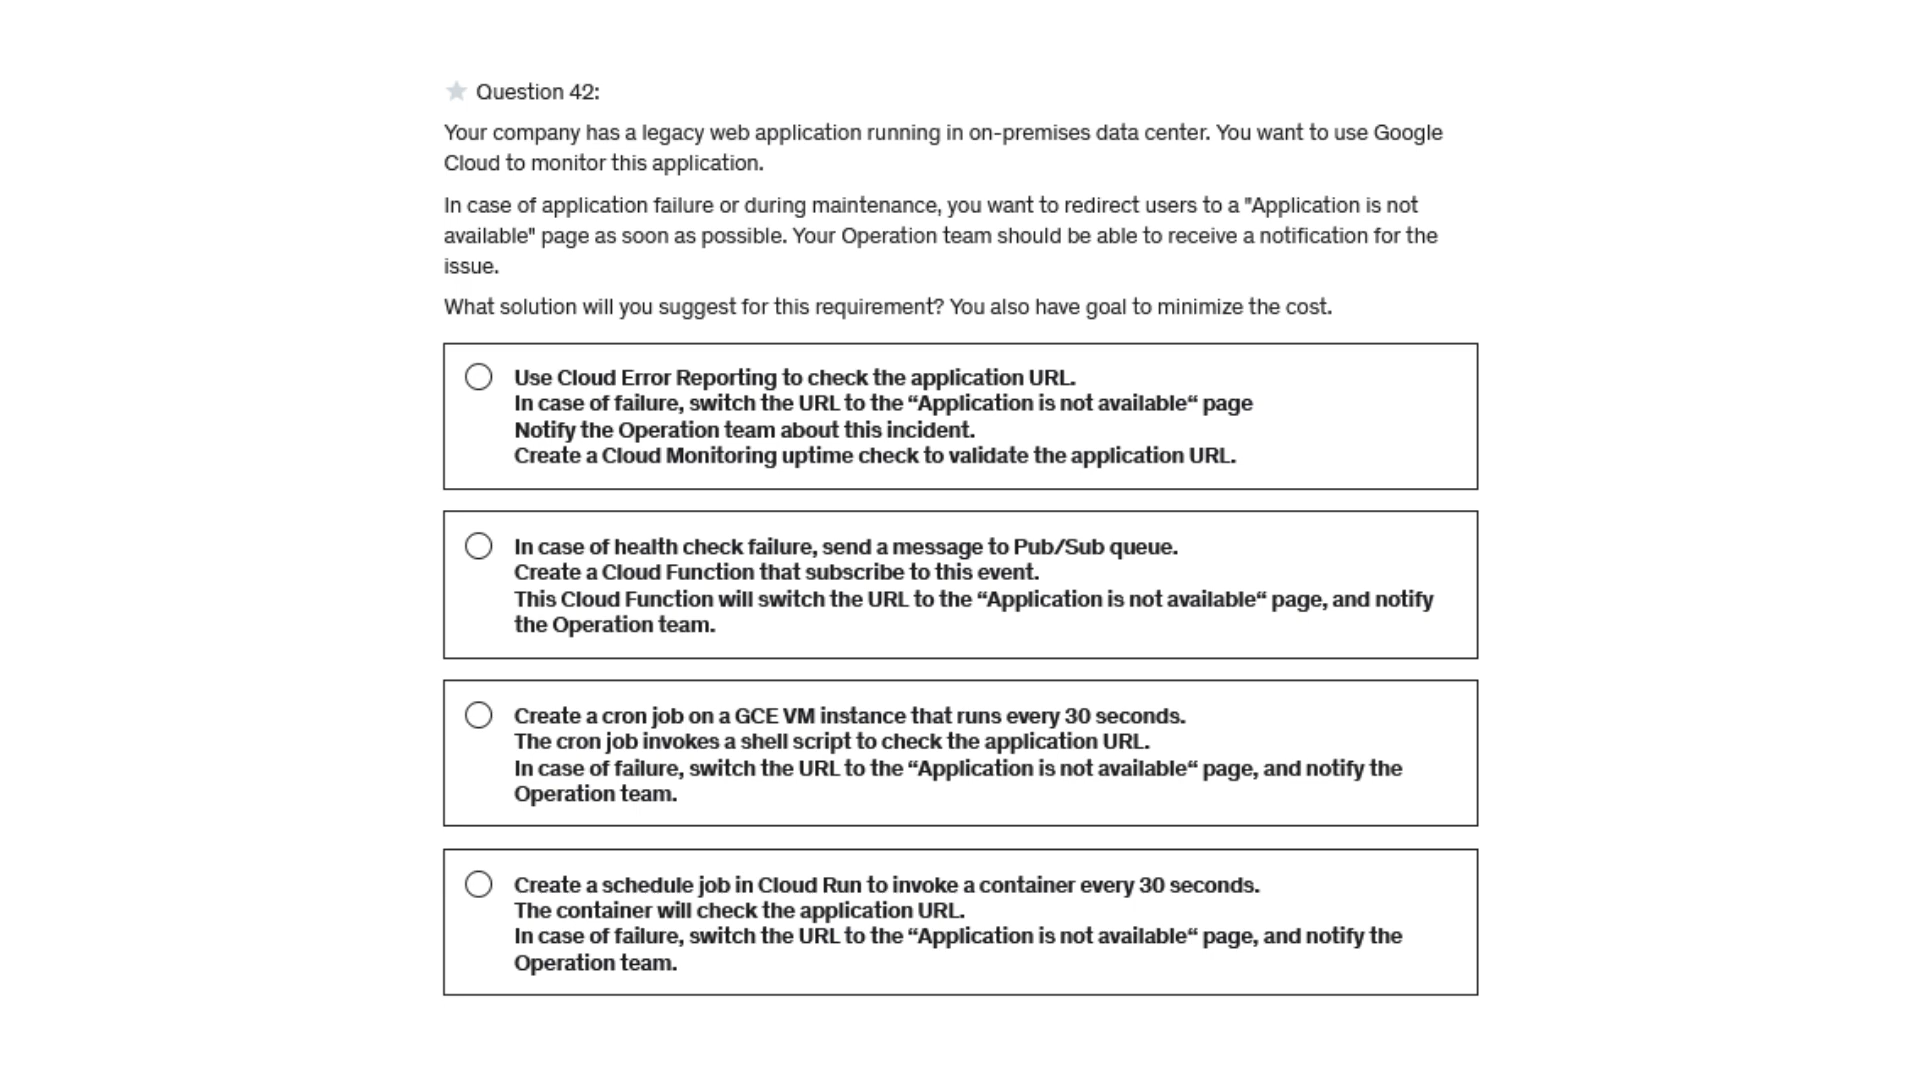 Question 42:
Your company has a legacy web application running in on-premises data center. You want to use Google
Cloud to monitor this application.
In case of application failure or during maintenance, you want to redirect users to a "Application is not
available" page as soon as possible. Your Operation team should be able to receive a notification for the
issue.
What solution will you suggest for this requirement? You also have goal to minimize the cost.
Use Cloud Error Reporting to check the application URL.
In case of failure, switch the URL to the “Application is not available“ page
Notify the Operation team about this incident.
Create a Cloud Monitoring uptime check to validate the application URL.
In case of health check failure, send a message to Pub/Sub queue.
Create a Cloud Function that subscribe to this event.
This Cloud Function will switch the URL to the “Application is not available“ page, and notify
the Operation team.
Create a cron job on a GCE VM instance that runs every 30 seconds.
The cron job invokes a shell script to check the application URL.
In case of failure, switch the URL to the “Application is not available“ page, and notify the
Operation team.
Create a schedule job in Cloud Run to invoke a container every 30 seconds.
The container will check the application URL.
In case of failure, switch the URL to the “Application is not available“ page, and notify the
Operation team.